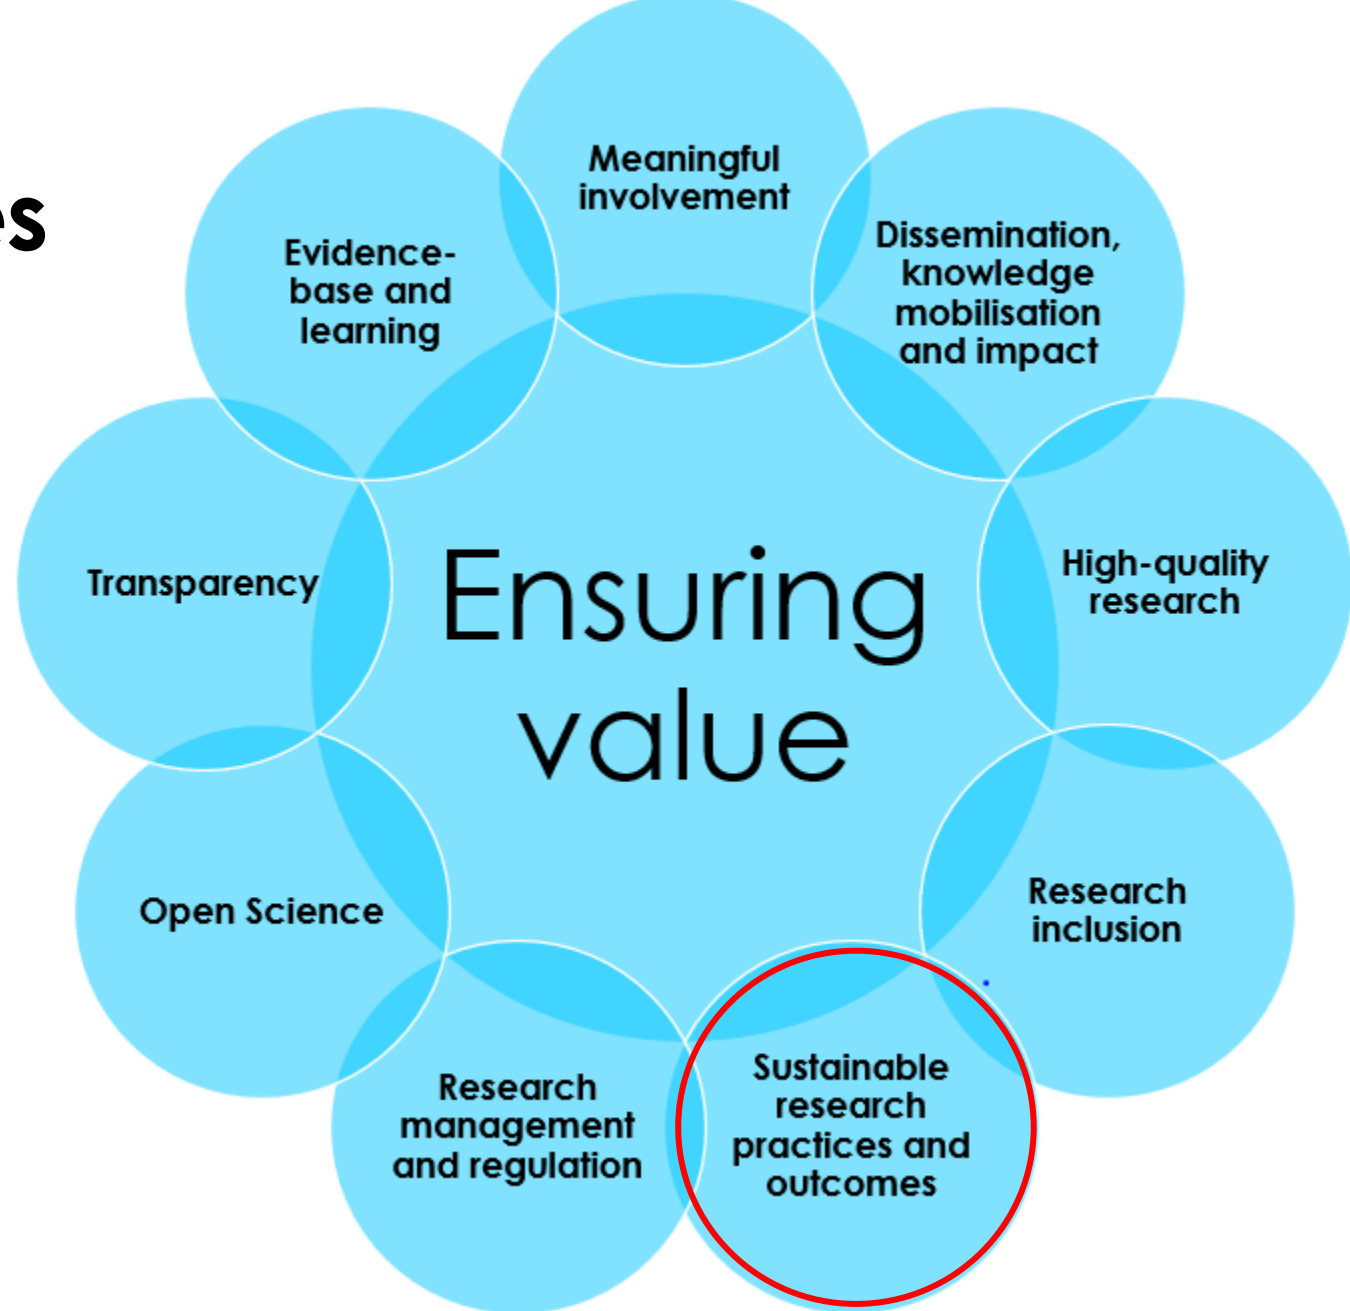 es
Meaningful
involvement
Dissemination,
knowledge
mobilisation
and impact
High-quality
research
Research
inclusion
Sustainable
research
practices and
outcomes
Research
management
and regulation
Open Science
Transparency
Evidence-
base and
learning
Ensuring
value